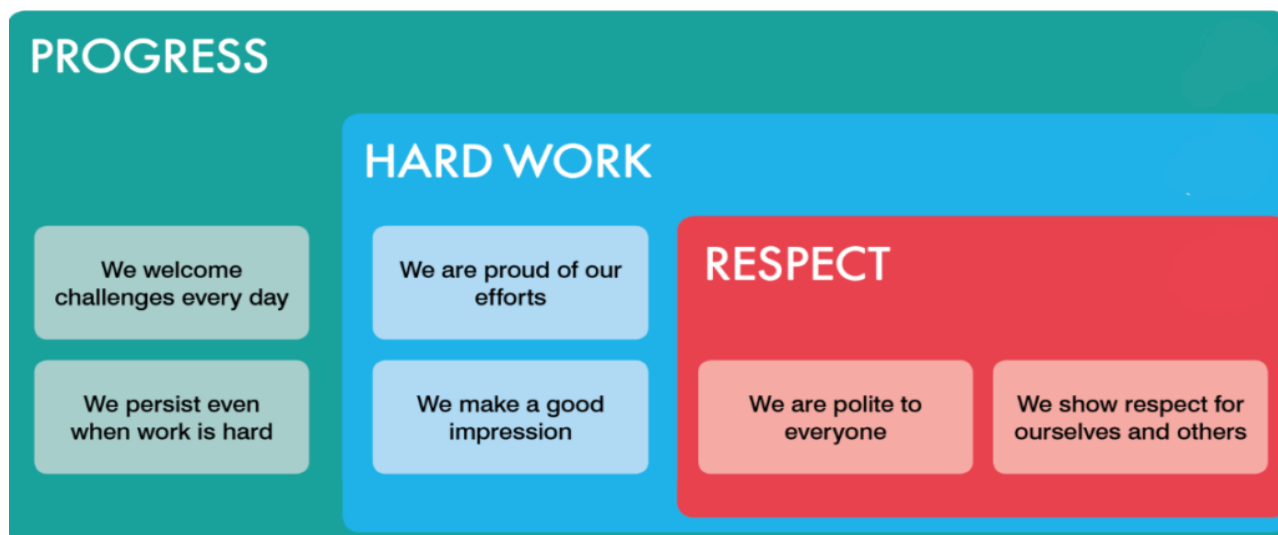 PROGRESS
HARD WORK
RESPECT
We welcome
challenges every day
We persist even
when work is hard
We are proud of our
efforts
We make a good
impression
We are polite to
everyone
We show respect for
ourselves and others